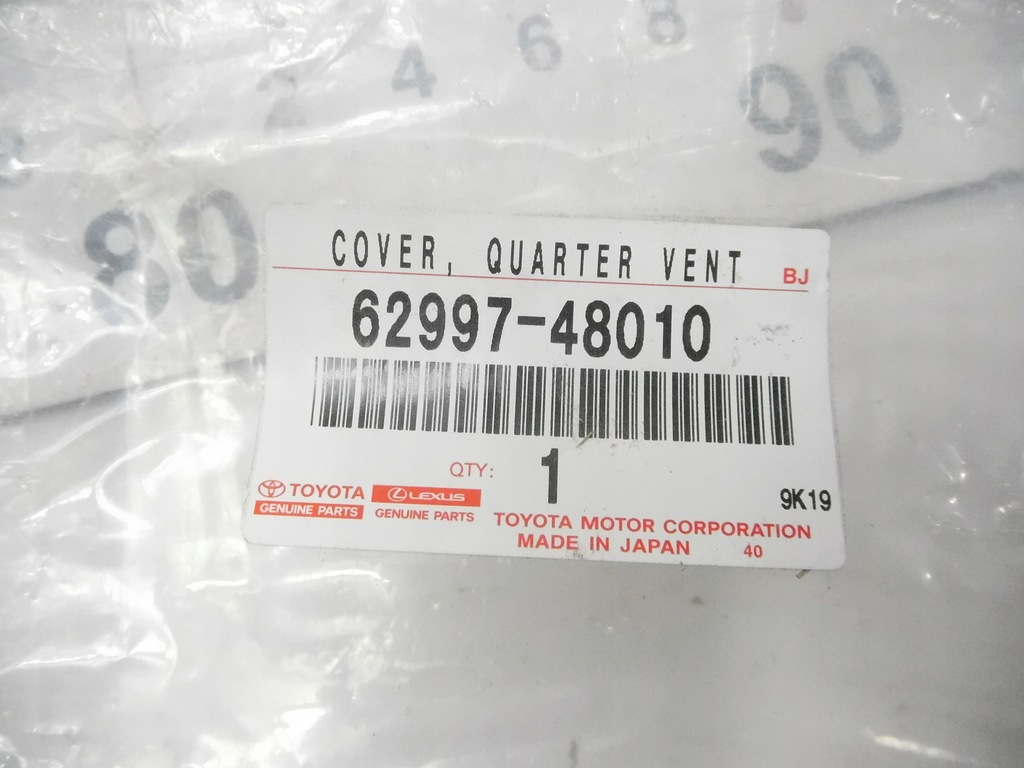 4 6 8
80
90
COVER, QUARTER VENT BJ
62997-48010
QTY: 1
9K19
TOYOTA
GENUINE PARTS
LEXUS
GENUINE PARTS
TOYOTA MOTOR CORPORATION
MADE IN JAPAN 40